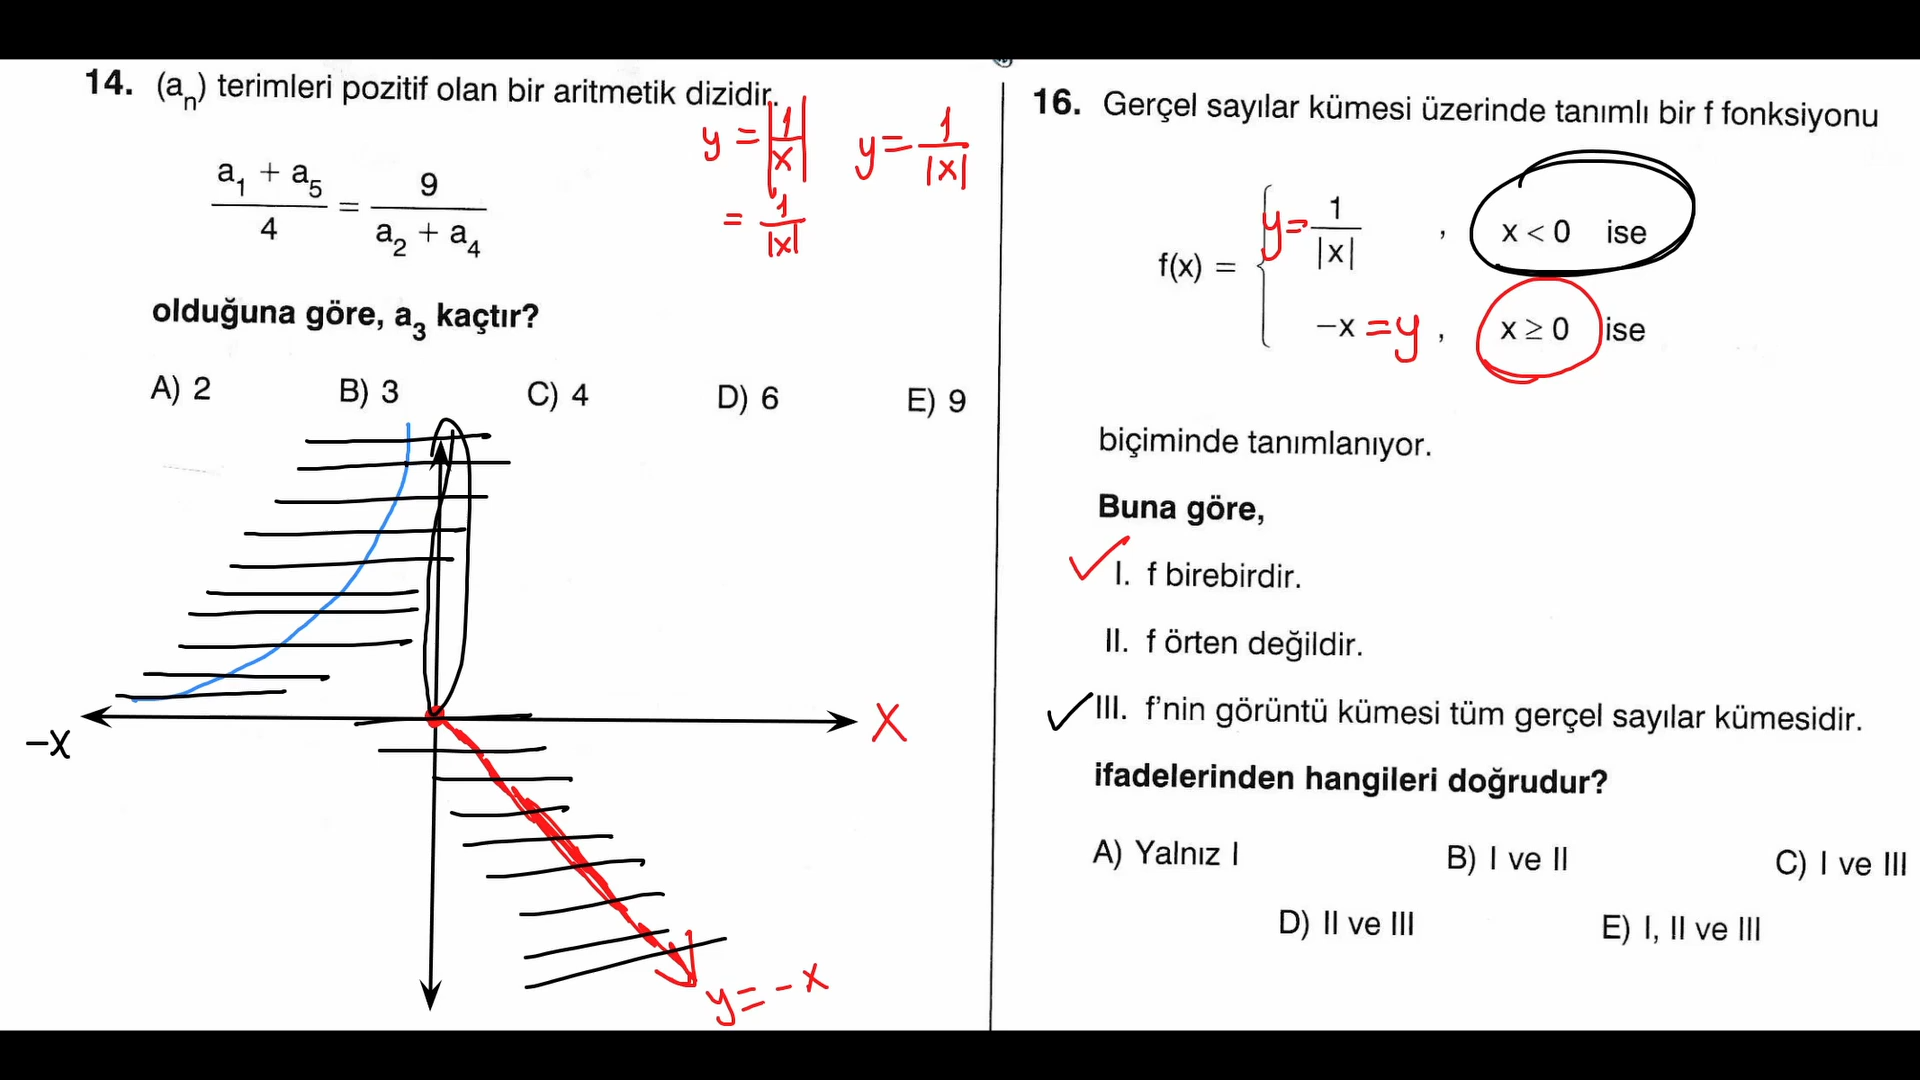 14. (aₙ) terimleri pozitif olan bir aritmetik dizidir.
y = |1/x| y = 1/|x|
= 1/|x|
(a₁ + a₅)/4 = 9/(a₂ + a₄)
olduğuna göre, a₃ kaçtır?
A) 2 B) 3 C) 4 D) 6 E) 9
-x
x
y = -x
16. Gerçel sayılar kümesi üzerinde tanımlı bir f fonksiyonu
y = 1/|x| , x < 0 ise
f(x) =
-x = y , x ≥ 0 ise
biçiminde tanımlanıyor.
Buna göre,
I. f birebirdir.
II. f örten değildir.
III. f'nin görüntü kümesi tüm gerçel sayılar kümesidir.
ifadelerinden hangileri doğrudur?
A) Yalnız I B) I ve II C) I ve III
D) II ve III E) I, II ve III